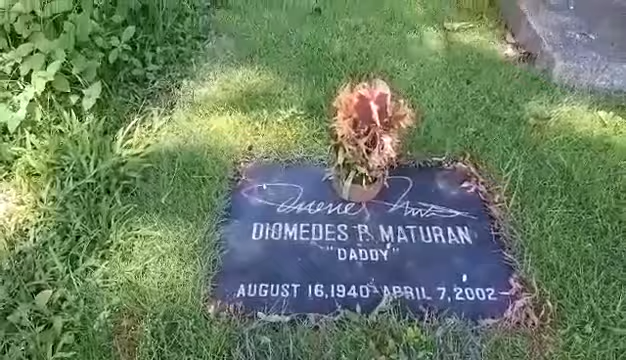 DIOMEDES P. MATURAN
"DADDY"
AUGUST 16,1940 - APRIL 7, 2002